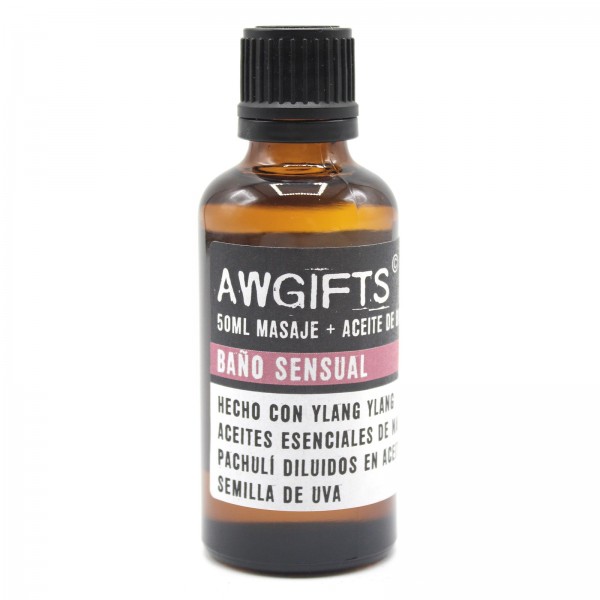 AWGIFTS ©
50ML MASAJE + ACEITE DE
BAÑO SENSUAL
HECHO CON YLANG YLANG
ACEITES ESENCIALES DE
PACHULÍ DILUIDOS EN
SEMILLA DE UVA